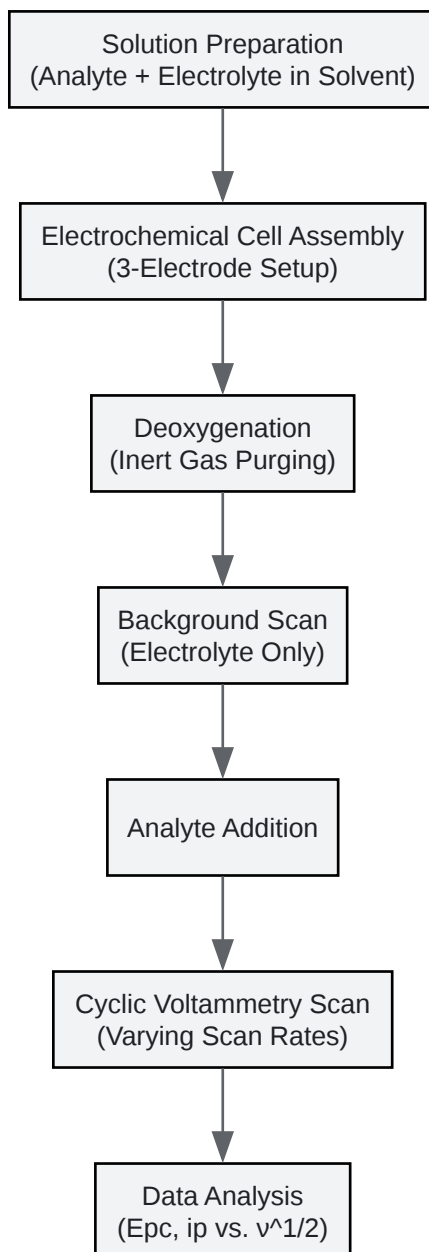 Solution Preparation
(Analyte + Electrolyte in Solvent)
Electrochemical Cell Assembly
(3-Electrode Setup)
Deoxygenation
(Inert Gas Purging)
Background Scan
(Electrolyte Only)
Analyte Addition
Cyclic Voltammetry Scan
(Varying Scan Rates)
Data Analysis
(Epc, ip vs. ν^1/2)